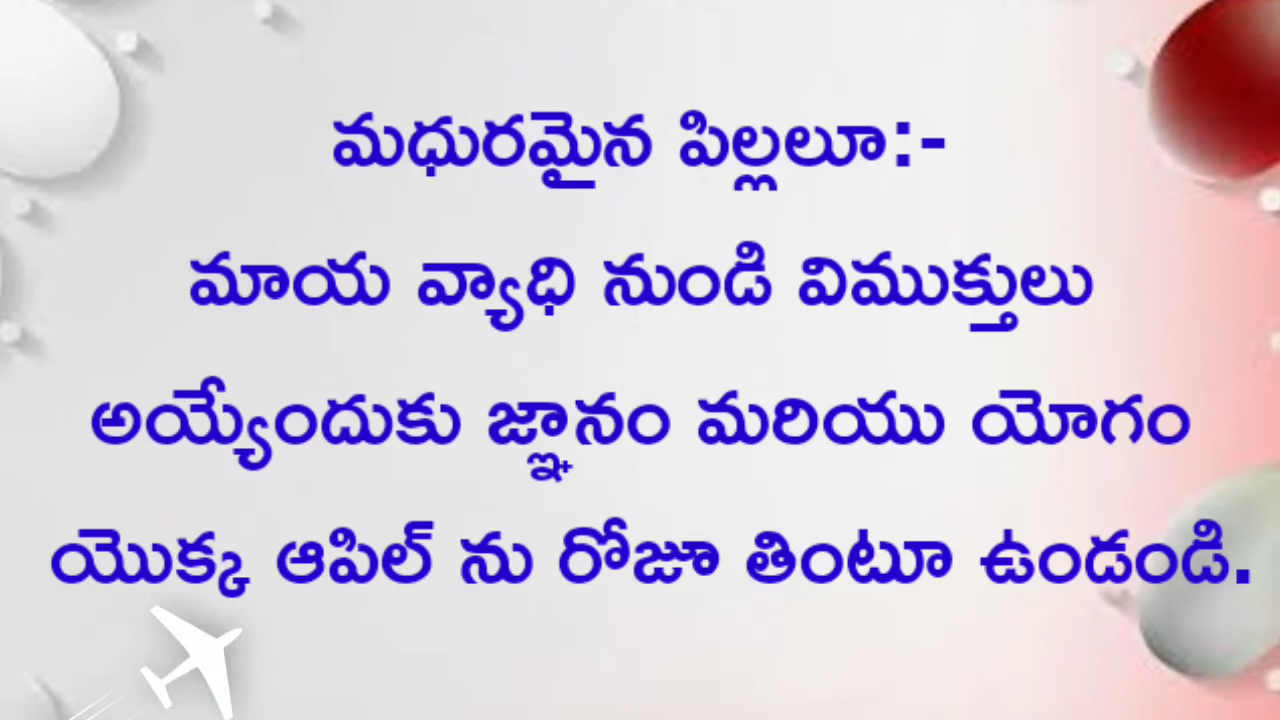 మధురమైన పిల్లలూ:-
మాయ వ్యాధి నుండి విముక్తులు
అయ్యేందుకు జ్ఞానం మరియు యోగం
యొక్క ఆపిల్ ను రోజూ తింటూ ఉండండి.